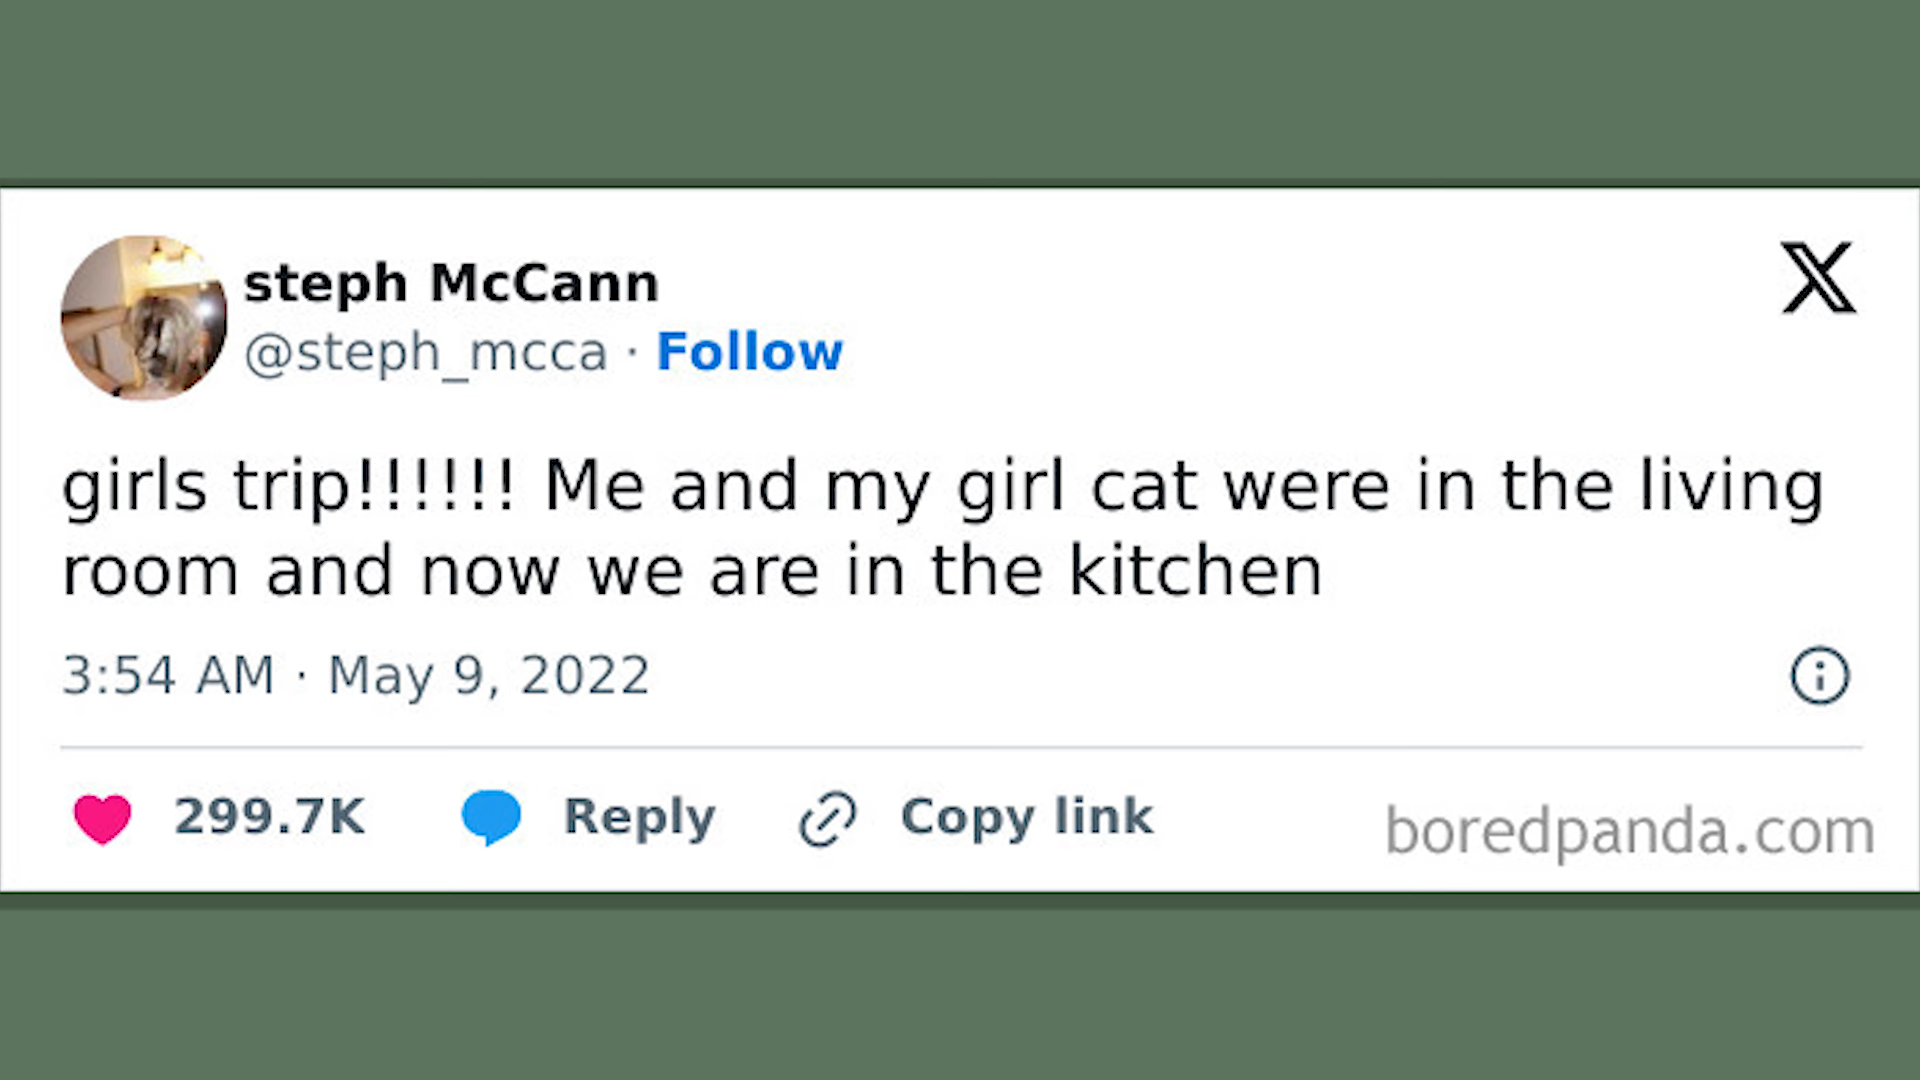 steph McCann
@steph_mcca · Follow
girls trip!!!!!! Me and my girl cat were in the living
room and now we are in the kitchen
3:54 AM · May 9, 2022
299.7K Reply Copy link
boredpanda.com